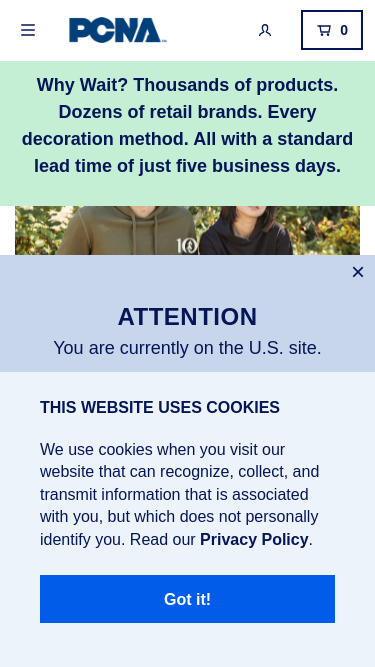 PCNA
0
Why Wait? Thousands of products.
Dozens of retail brands. Every
decoration method. All with a standard
lead time of just five business days.
10
ATTENTION
You are currently on the U.S. site.
THIS WEBSITE USES COOKIES
We use cookies when you visit our
website that can recognize, collect, and
transmit information that is associated
with you, but which does not personally
identify you. Read our Privacy Policy.
Got it!